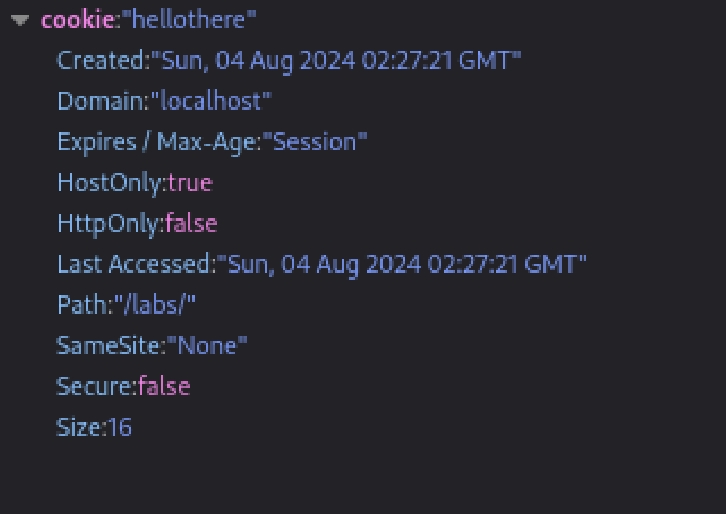 cookie:"hellothere"
Created:"Sun, 04 Aug 2024 02:27:21 GMT"
Domain:"localhost"
Expires / Max-Age:"Session"
HostOnly:true
HttpOnly:false
Last Accessed:"Sun, 04 Aug 2024 02:27:21 GMT"
Path:"/labs/"
SameSite:"None"
Secure:false
Size:16